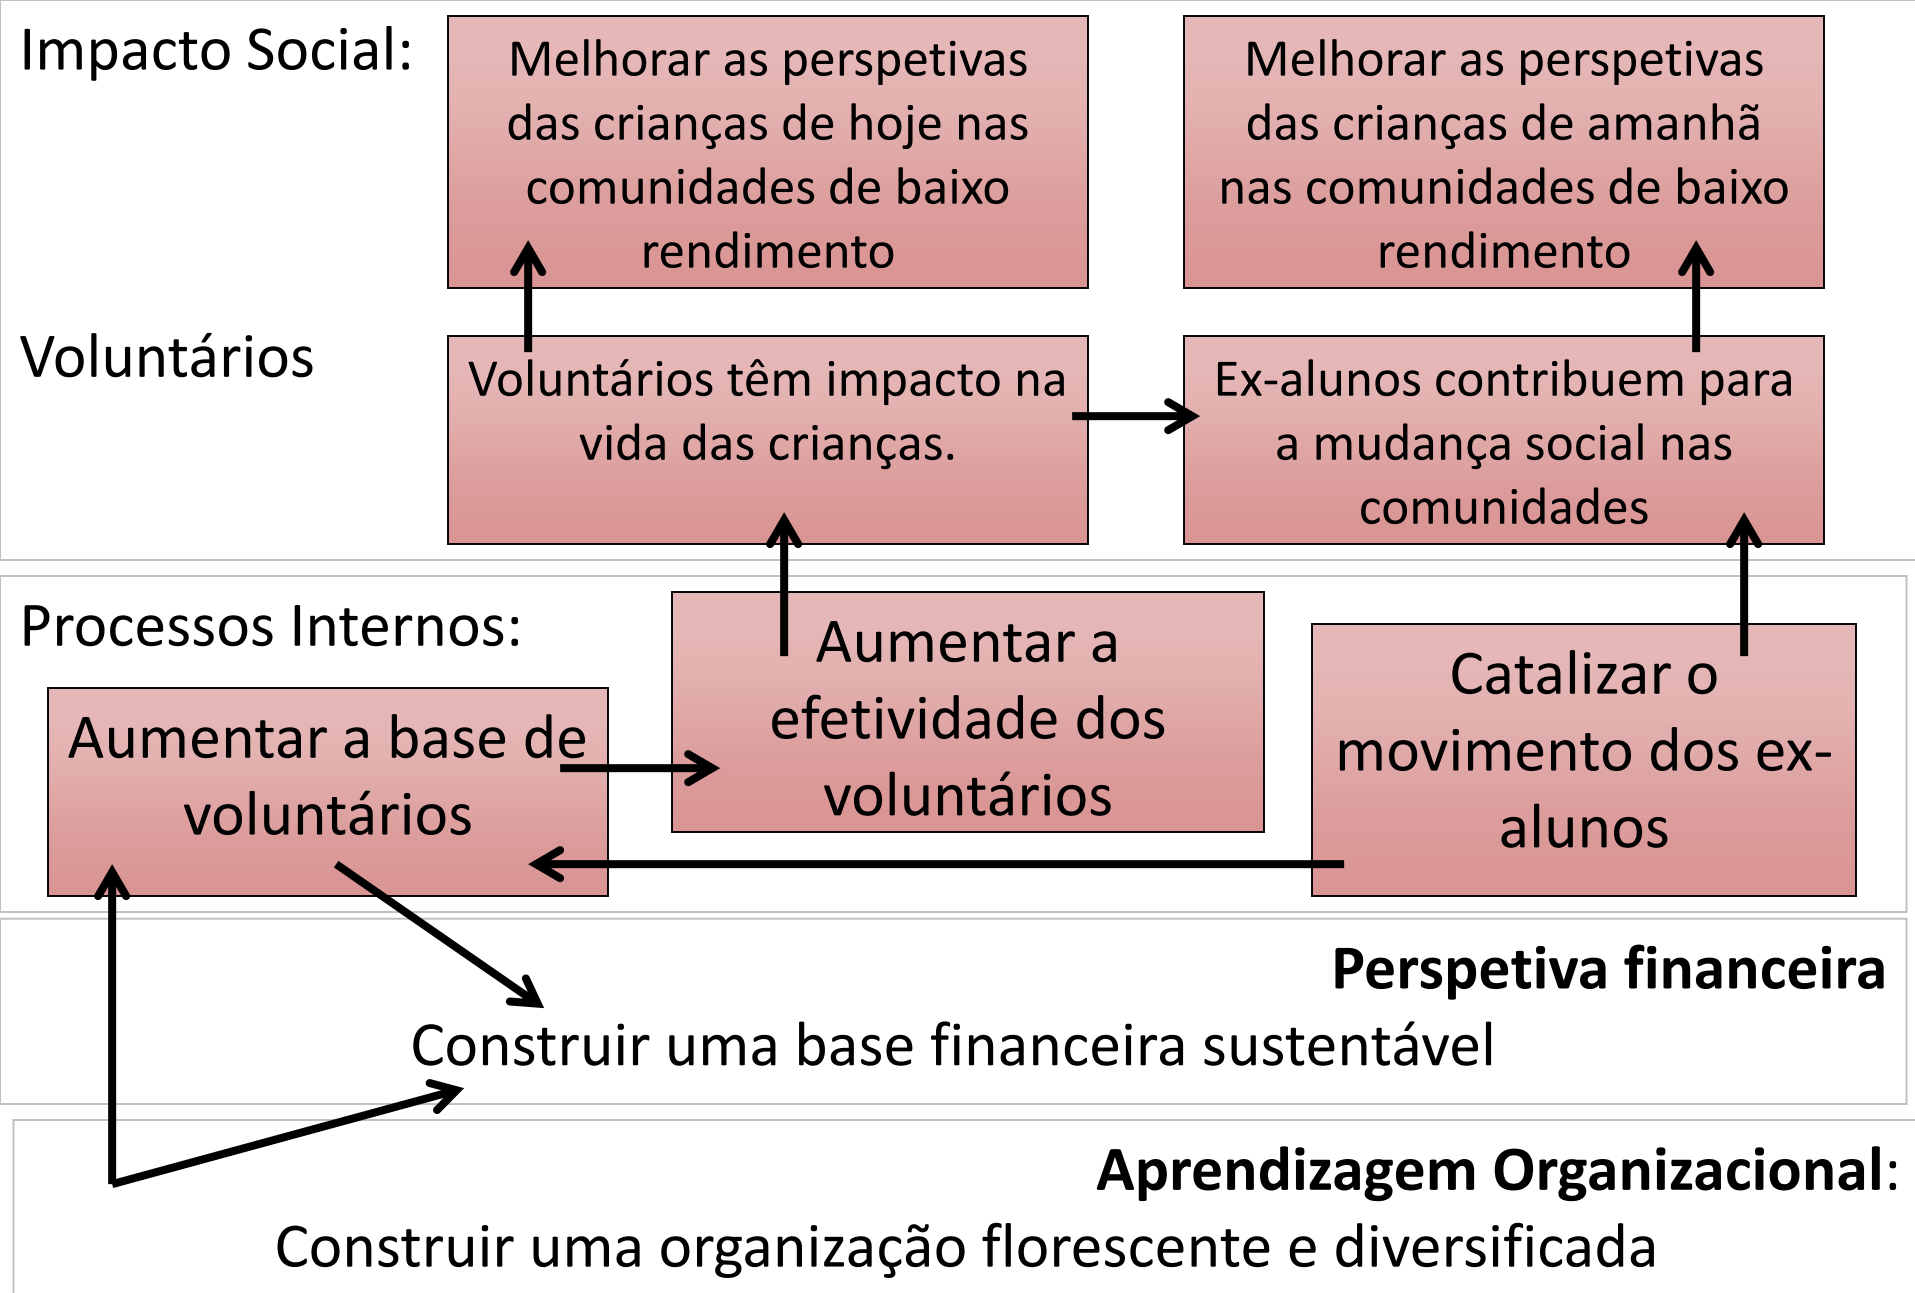 Impacto Social:
Melhorar as perspetivas
das crianças de hoje nas
comunidades de baixo
rendimento
Melhorar as perspetivas
das crianças de amanhã
nas comunidades de baixo
rendimento
Voluntários
Voluntários têm impacto na
vida das crianças.
Ex-alunos contribuem para
a mudança social nas
comunidades
Processos Internos:
Aumentar a base de
voluntários
Aumentar a
efetividade dos
voluntários
Catalizar o
movimento dos ex-
alunos
Perspetiva financeira
Construir uma base financeira sustentável
Aprendizagem Organizacional:
Construir uma organização florescente e diversificada